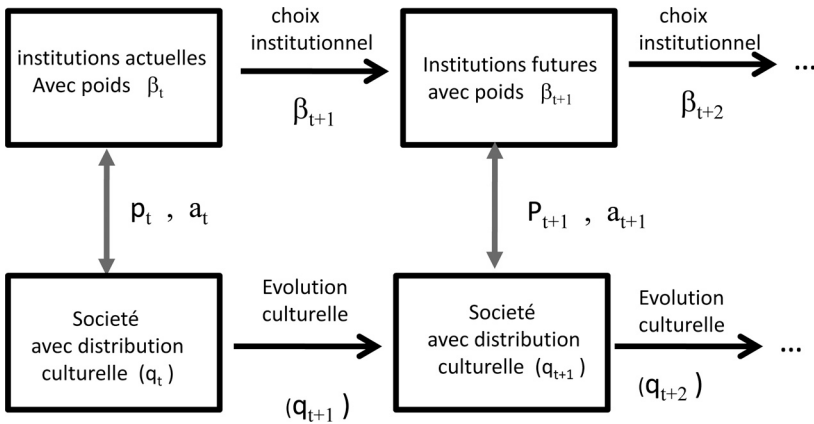 institutions actuelles
Avec poids β_t
choix
institutionnel
β_{t+1}
Institutions futures
avec poids β_{t+1}
choix
institutionnel
β_{t+2}
...
p_t , a_t
P_{t+1} , a_{t+1}
Societé
avec distribution
culturelle (q_t)
Evolution
culturelle
(q_{t+1})
Societé
avec distribution
culturelle (q_{t+1})
Evolution
culturelle
(q_{t+2})
...